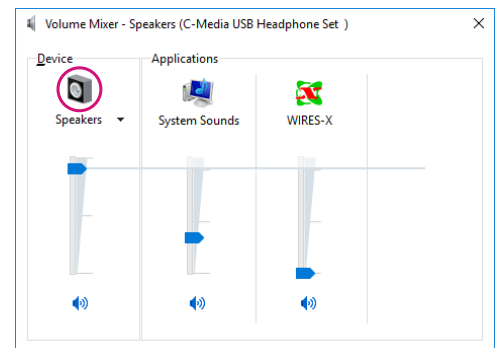 Volume Mixer - Speakers (C-Media USB Headphone Set )
Device
Applications
Speakers
System Sounds
WIRES-X